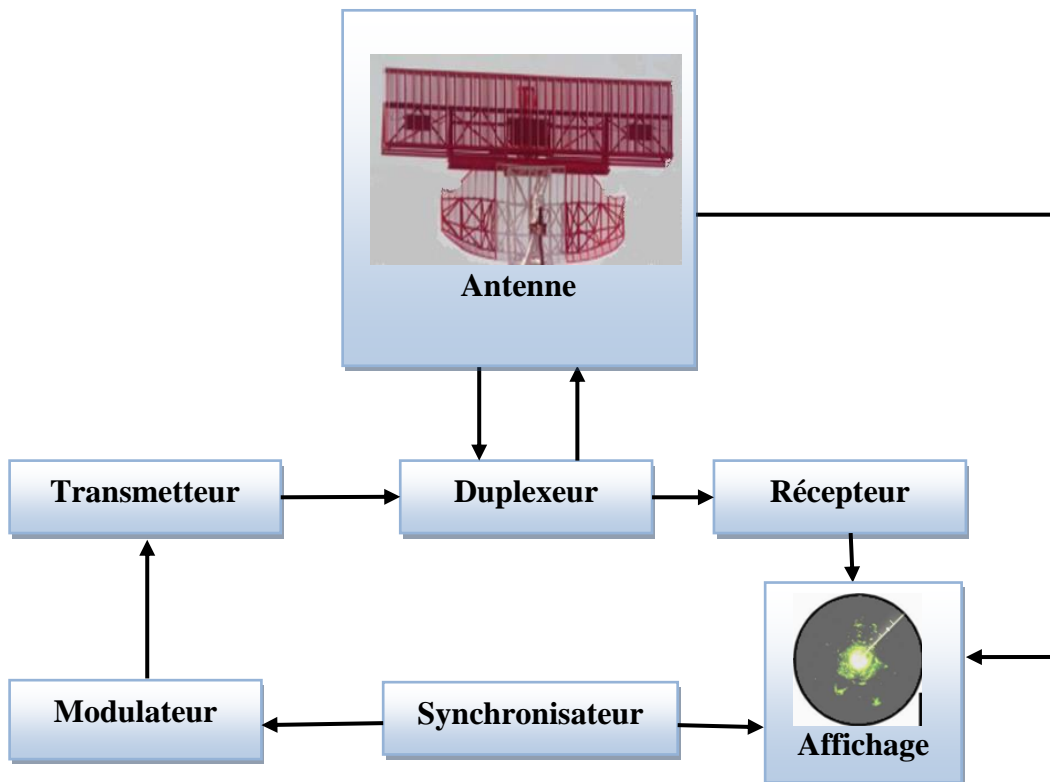 Antenne
Transmetteur
Duplexeur
Récepteur
Modulateur
Synchronisateur
Affichage